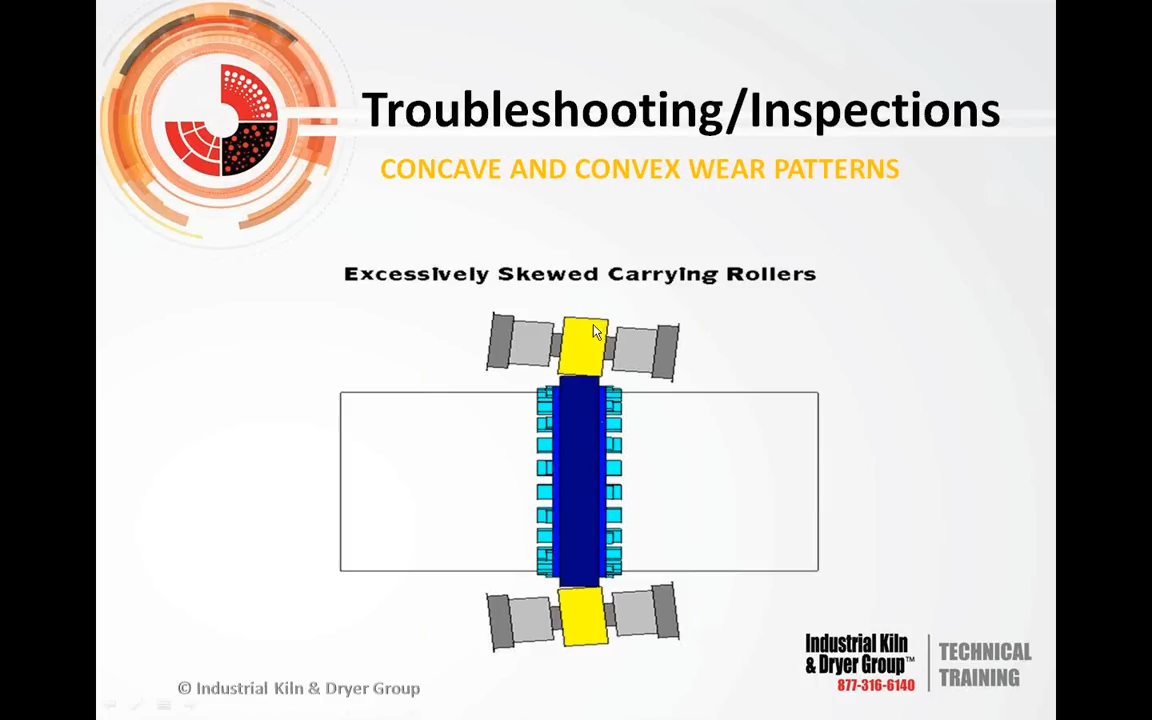 Troubleshooting/Inspections
CONCAVE AND CONVEX WEAR PATTERNS
Excessively Skewed Carrying Rollers
Industrial Kiln
& Dryer Group™
877-316-6140
TECHNICAL
TRAINING
© Industrial Kiln & Dryer Group